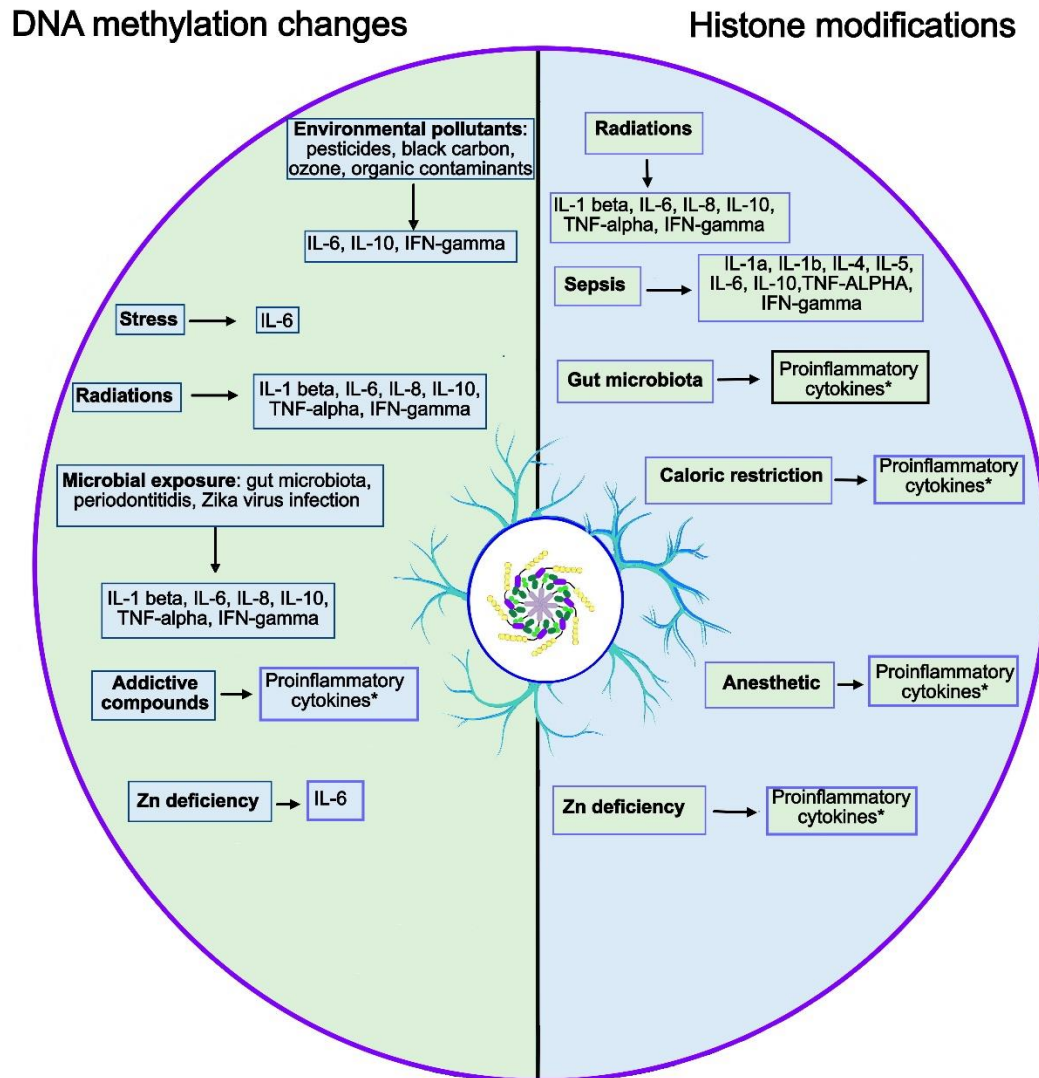 DNA methylation changes
Histone modifications
Environmental pollutants:
pesticides, black carbon,
ozone, organic contaminants
IL-6, IL-10, IFN-gamma
Stress
IL-6
Radiations
IL-1 beta, IL-6, IL-8, IL-10,
TNF-alpha, IFN-gamma
Microbial exposure: gut microbiota,
periodontitidis, Zika virus infection
IL-1 beta, IL-6, IL-8, IL-10,
TNF-alpha, IFN-gamma
Addictive
compounds
Proinflammatory
cytokines*
Zn deficiency
IL-6
Radiations
IL-1 beta, IL-6, IL-8, IL-10,
TNF-alpha, IFN-gamma
Sepsis
IL-1a, IL-1b, IL-4, IL-5,
IL-6, IL-10,TNF-ALPHA,
IFN-gamma
Gut microbiota
Proinflammatory
cytokines*
Caloric restriction
Proinflammatory
cytokines*
Anesthetic
Proinflammatory
cytokines*
Zn deficiency
Proinflammatory
cytokines*